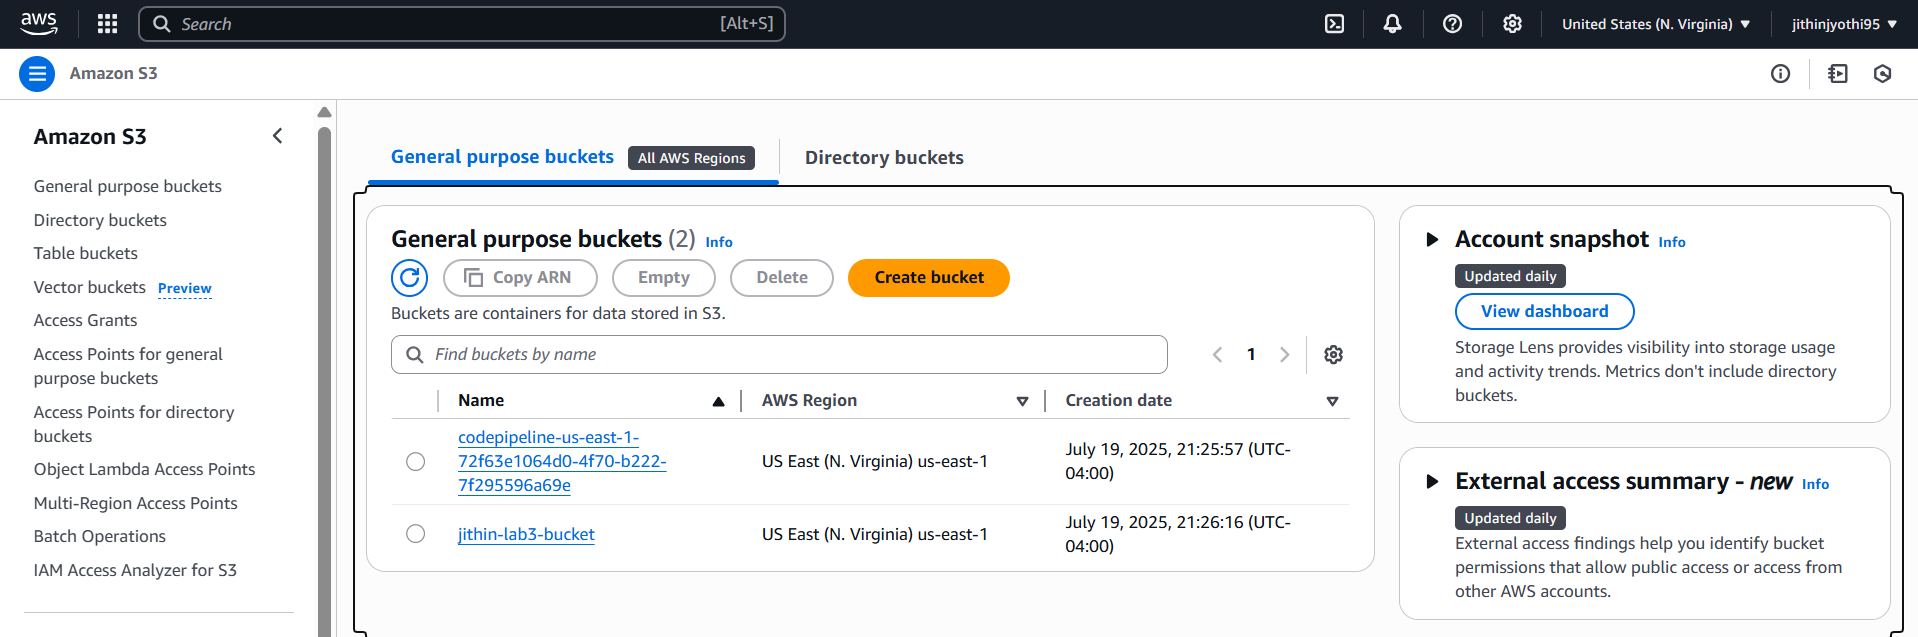 aws
Search [Alt+S]
United States (N. Virginia)
jithinjyothi95
Amazon S3
Amazon S3
General purpose buckets
Directory buckets
Table buckets
Vector buckets Preview
Access Grants
Access Points for general
purpose buckets
Access Points for directory
buckets
Object Lambda Access Points
Multi-Region Access Points
Batch Operations
IAM Access Analyzer for S3
General purpose buckets All AWS Regions
Directory buckets
General purpose buckets (2) Info
Copy ARN
Empty
Delete
Create bucket
Buckets are containers for data stored in S3.
Find buckets by name
1
Name AWS Region Creation date
codepipeline-us-east-1-
72f63e1064d0-4f70-b222-
7f295596a69e
US East (N. Virginia) us-east-1
July 19, 2025, 21:25:57 (UTC-
04:00)
jithin-lab3-bucket
US East (N. Virginia) us-east-1
July 19, 2025, 21:26:16 (UTC-
04:00)
Account snapshot Info
Updated daily
View dashboard
Storage Lens provides visibility into storage usage
and activity trends. Metrics don't include directory
buckets.
External access summary - new Info
Updated daily
External access findings help you identify bucket
permissions that allow public access or access from
other AWS accounts.